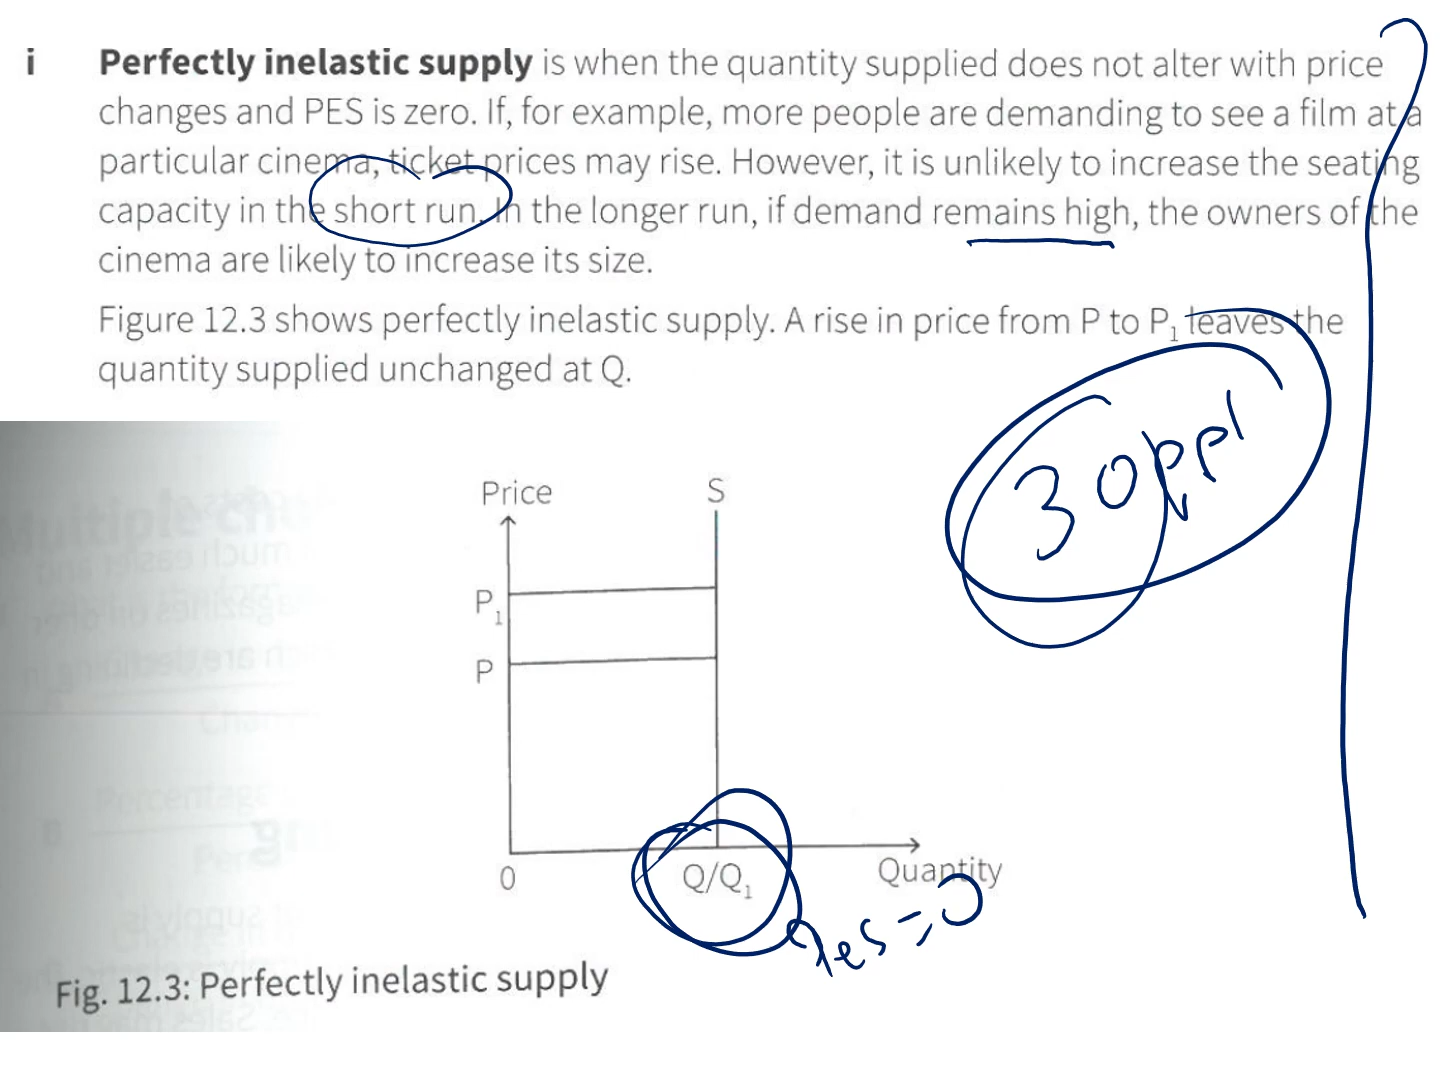 i Perfectly inelastic supply is when the quantity supplied does not alter with price
changes and PES is zero. If, for example, more people are demanding to see a film at a
particular cinema, ticket prices may rise. However, it is unlikely to increase the seating
capacity in the short run. In the longer run, if demand remains high, the owners of the
cinema are likely to increase its size.
Figure 12.3 shows perfectly inelastic supply. A rise in price from P to P₁ leaves the
quantity supplied unchanged at Q.
30 ppl
Price S
P₁
P
0 Q/Q₁ Quantity
Pes = 0
Fig. 12.3: Perfectly inelastic supply